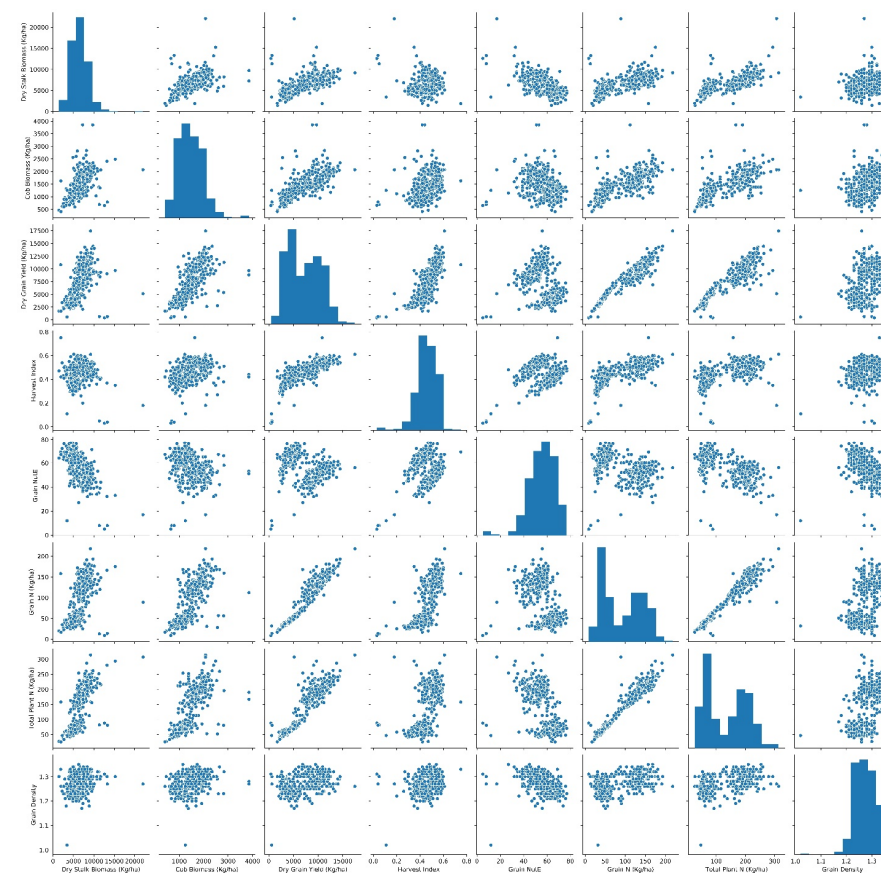 Dry Stalk Biomass (Kg/ha)
20000
15000
10000
5000
0
Cob Biomass (Kg/ha)
4000
3500
3000
2500
2000
1500
1000
500
Dry Grain Yield (Kg/ha)
17500
15000
12500
10000
7500
5000
2500
0
Harvest Index
0.8
0.6
0.4
0.2
0.0
Grain NutE
80
60
40
20
0
Grain N (Kg/ha)
200
150
100
50
0
Total Plant N (Kg/ha)
300
250
200
150
100
50
Grain Density
1.3
1.2
1.1
1.0
0 5000 10000 15000 20000
1000 2000 3000 4000
0 5000 10000 15000
0.0 0.2 0.4 0.6 0.8
0 20 40 60 80
0 50 100 150 200
100 200 300
1.0 1.1 1.2 1.3
Dry Stalk Biomass (Kg/ha)
Cob Biomass (Kg/ha)
Dry Grain Yield (Kg/ha)
Harvest Index
Grain NutE
Grain N (Kg/ha)
Total Plant N (Kg/ha)
Grain Density